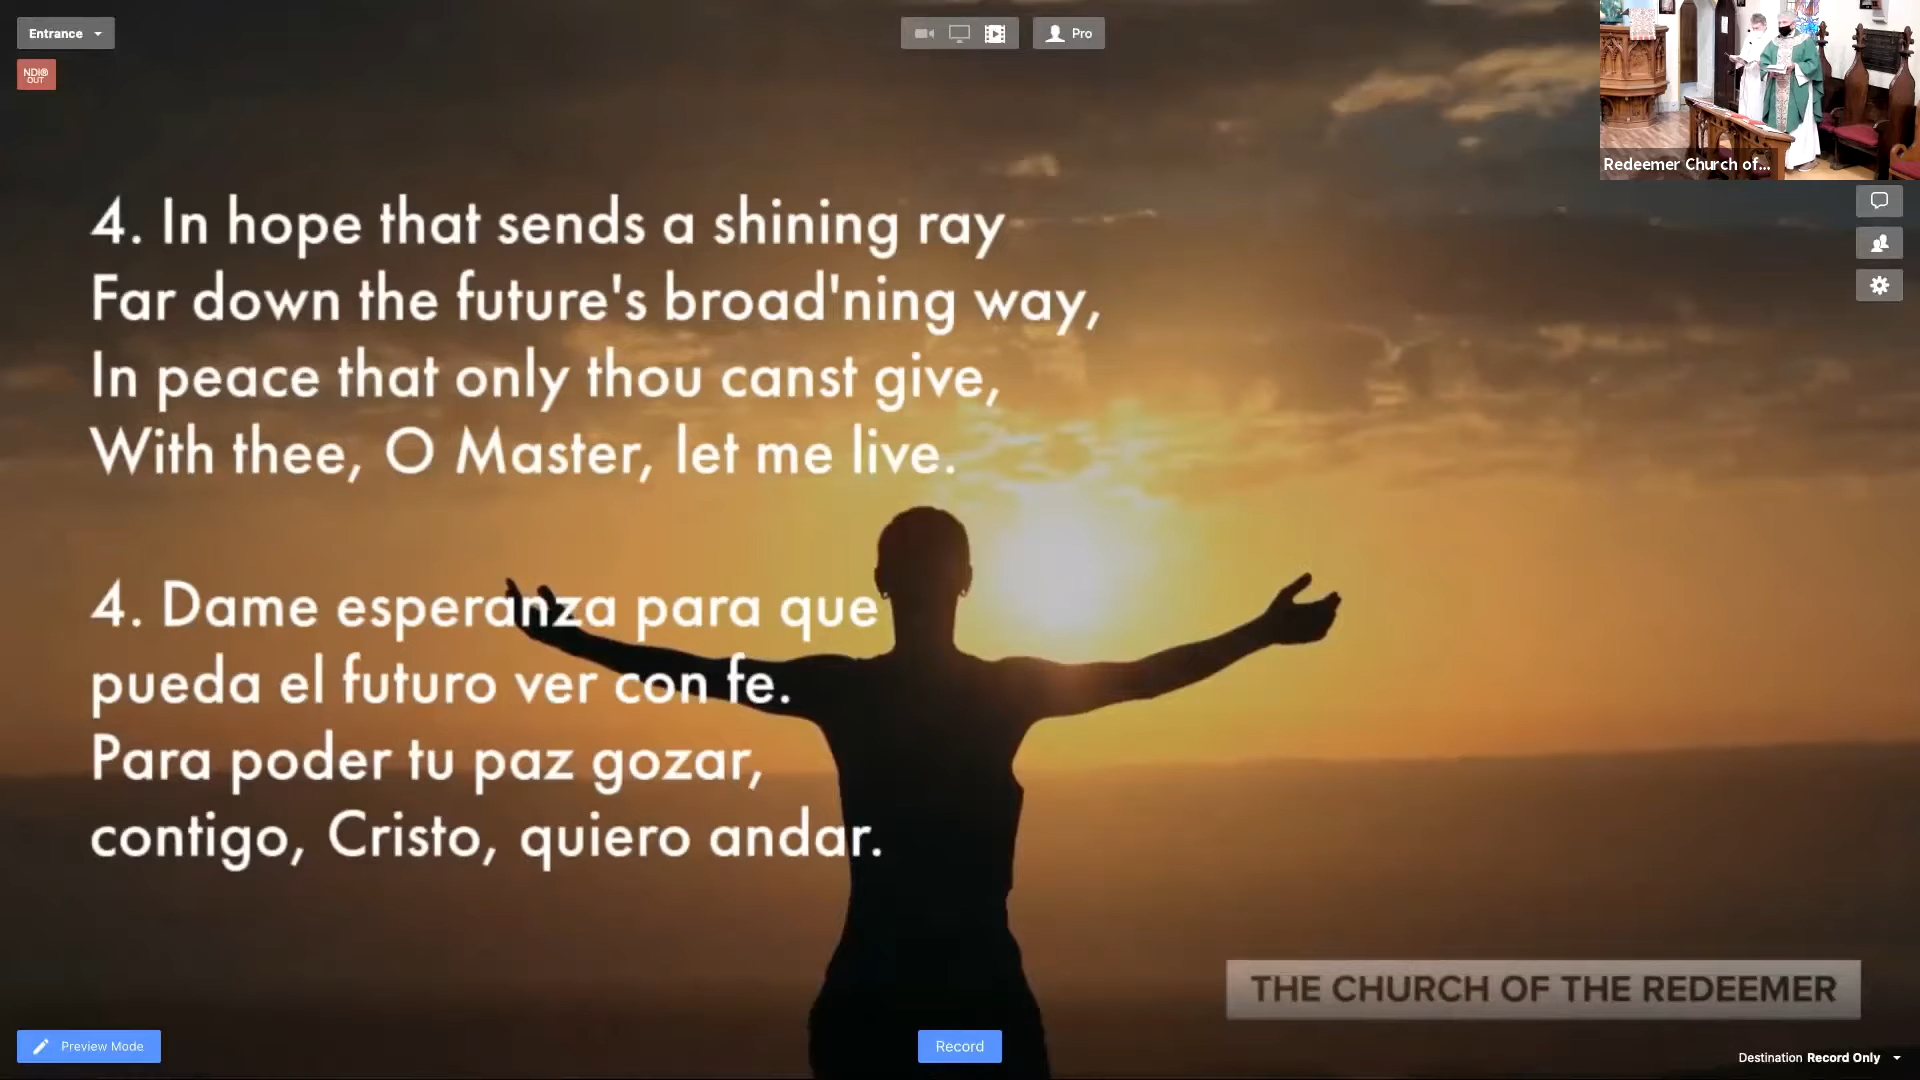 Entrance
NDI®
OUT
Pro
Redeemer Church of...
4. In hope that sends a shining ray
Far down the future's broad'ning way,
In peace that only thou canst give,
With thee, O Master, let me live.
4. Dame esperanza para que
pueda el futuro ver con fe.
Para poder tu paz gozar,
contigo, Cristo, quiero andar.
THE CHURCH OF THE REDEEMER
Preview Mode
Record
Destination Record Only